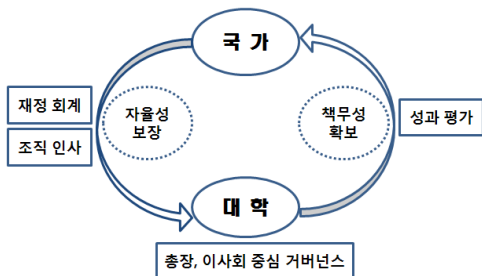 국 가
재정 회계
조직 인사
자율성
보장
책무성
확보
성과 평가
대 학
총장, 이사회 중심 거버넌스